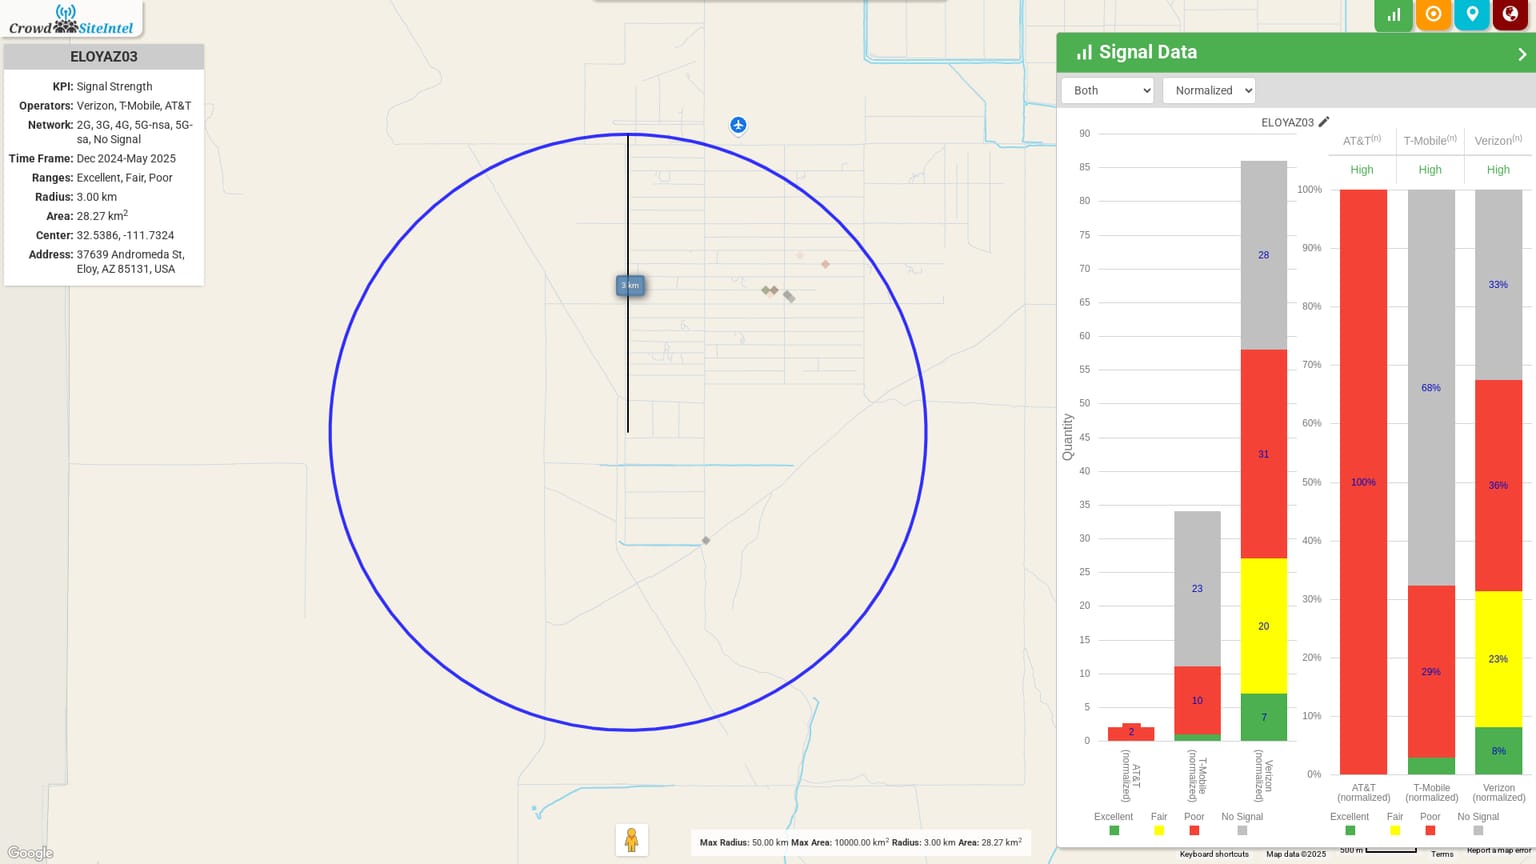 Crowd SiteIntel
ELOYAZ03
KPI: Signal Strength
Operators: Verizon, T-Mobile, AT&T
Network: 2G, 3G, 4G, 5G-nsa, 5G-
sa, No Signal
Time Frame: Dec 2024-May 2025
Ranges: Excellent, Fair, Poor
Radius: 3.00 km
Area: 28.27 km2
Center: 32.5386, -111.7324
Address: 37639 Andromeda St,
Eloy, AZ 85131, USA
3 km
Signal Data
Both Normalized
ELOYAZ03
Quantity
90
85
80
75
70
65
60
55
50
45
40
35
30
25
20
15
10
5
0
2
10
23
7
20
31
28
AT&T
(normalized)
T-Mobile
(normalized)
Verizon
(normalized)
Excellent Fair Poor No Signal
AT&T(n) T-Mobile(n) Verizon(n)
High High High
100%
90%
80%
70%
60%
50%
40%
30%
20%
10%
0%
100%
68%
29%
33%
36%
23%
8%
AT&T
(normalized)
T-Mobile
(normalized)
Verizon
(normalized)
Excellent Fair Poor No Signal
Max Radius: 50.00 km Max Area: 10000.00 km2 Radius: 3.00 km Area: 28.27 km2
Google
Keyboard shortcuts Map data ©2025 500 m Terms Report a map error